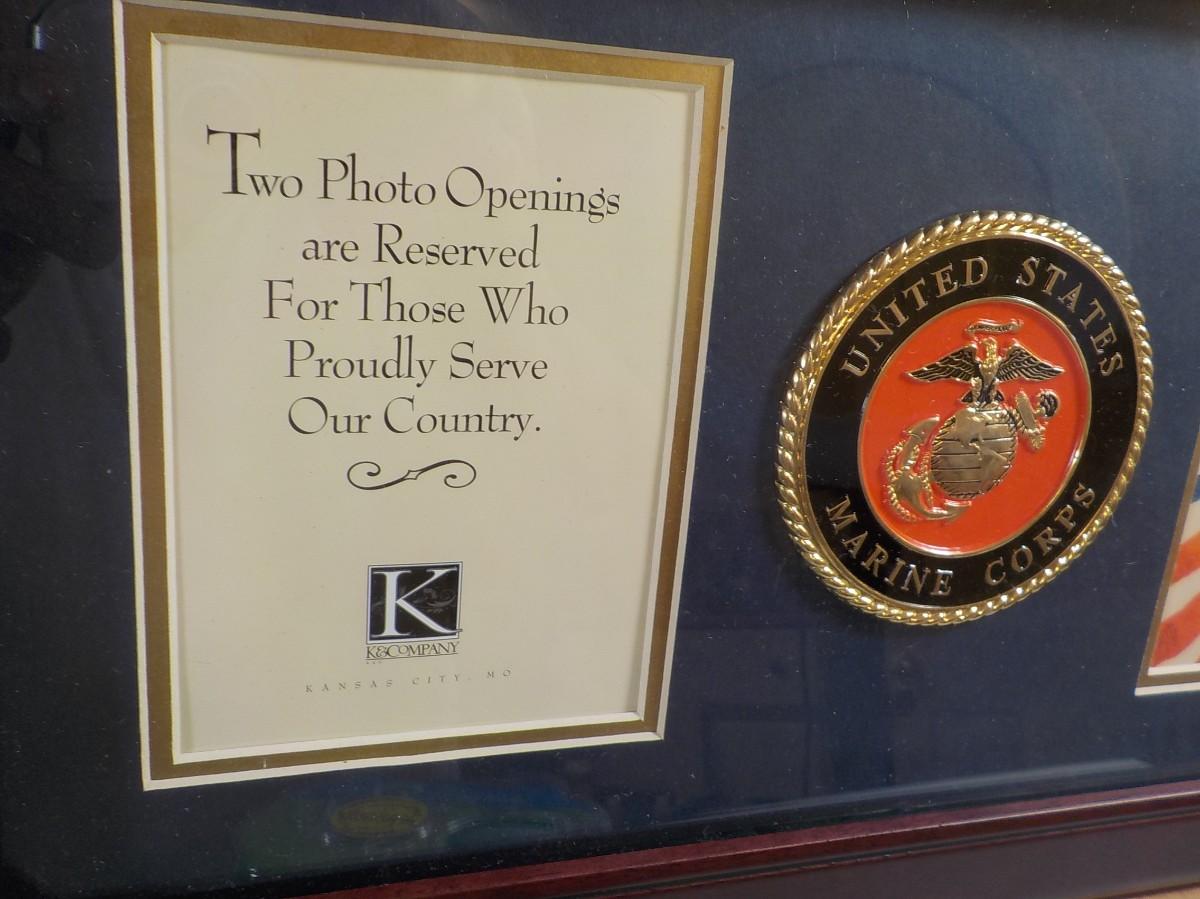 Two Photo Openings
are Reserved
For Those Who
Proudly Serve
Our Country.
K
K&COMPANY
KANSAS CITY, MO
UNITED STATES
MARINE CORPS